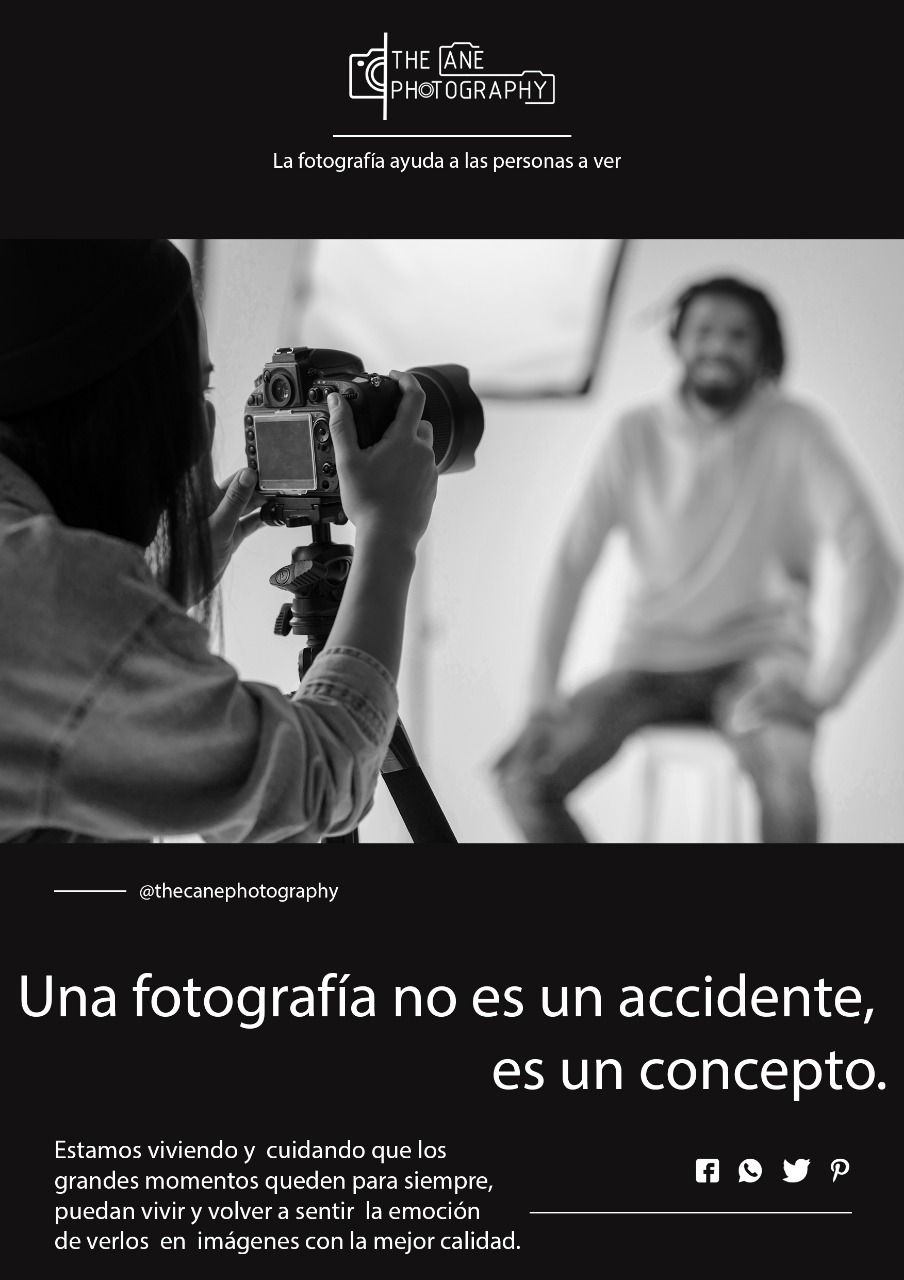 THE CANE
PHOTOGRAPHY
La fotografía ayuda a las personas a ver
@thecanephotography
Una fotografía no es un accidente,
es un concepto.
Estamos viviendo y  cuidando que los
grandes momentos queden para siempre,
puedan vivir y volver a sentir  la emoción
de verlos  en  imágenes con la mejor calidad.